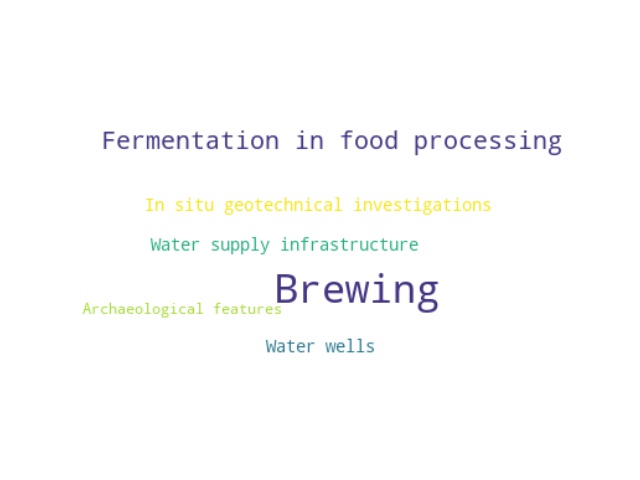 Fermentation in food processing
In situ geotechnical investigations
Water supply infrastructure
Brewing
Archaeological features
Water wells